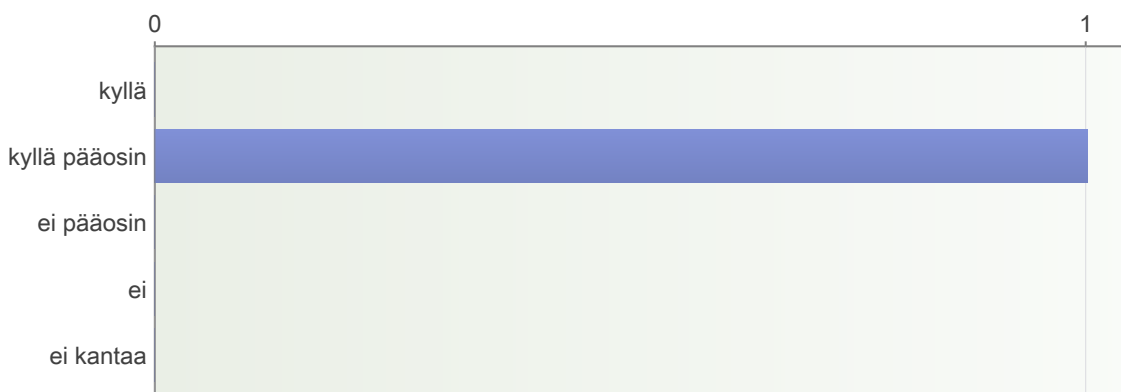 0 1
kyllä
kyllä pääosin
ei pääosin
ei
ei kantaa